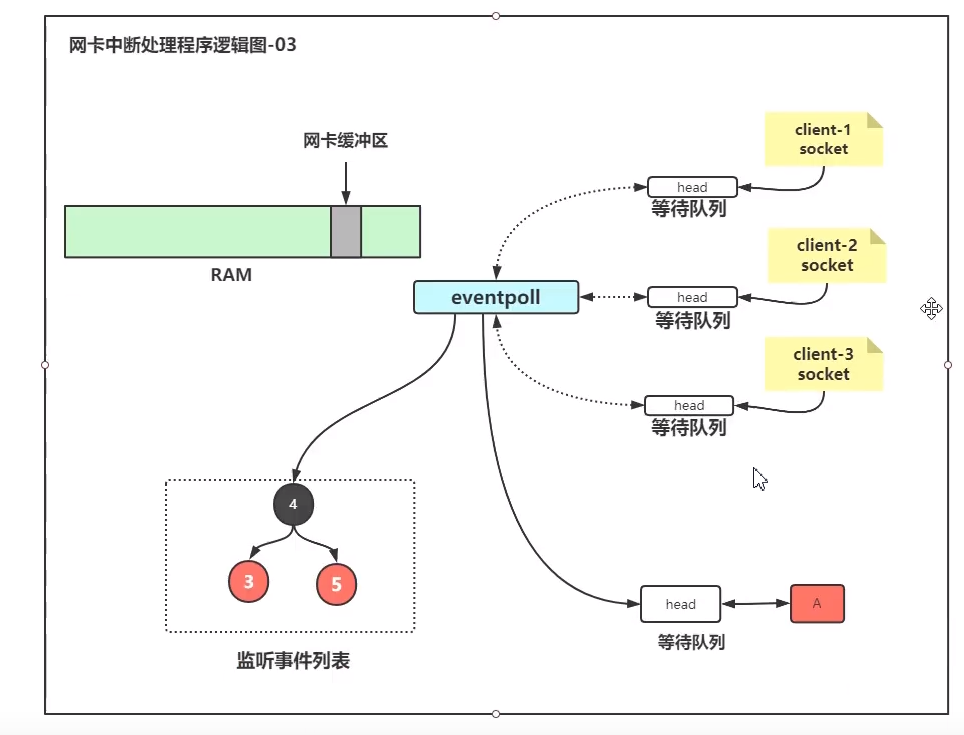 网卡中断处理程序逻辑图-03
网卡缓冲区
RAM
client-1
socket
head
等待队列
client-2
socket
eventpoll
head
等待队列
client-3
socket
head
等待队列
4
3
5
监听事件列表
head
A
等待队列